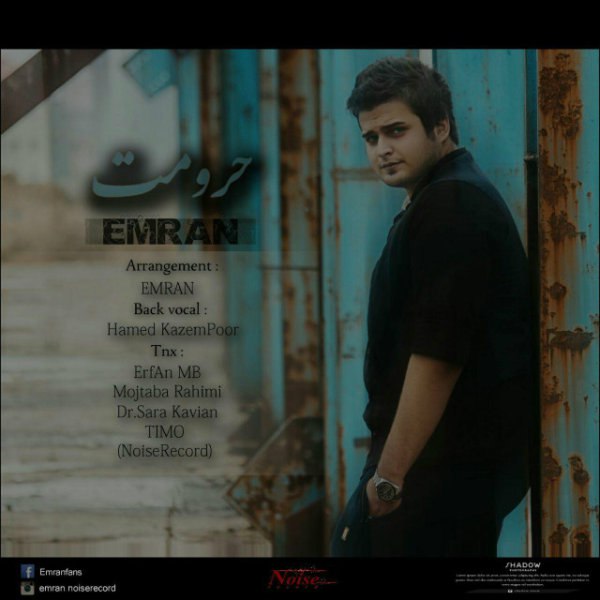 حرومت
EMRAN
Arrangement :
EMRAN
Back vocal :
Hamed KazemPoor
Tnx :
ErfAn MB
Mojtaba Rahimi
Dr.Sara Kavian
TIMO
(NoiseRecord)
Emranfans
emran noiserecord
Noise
SHADOW
PHOTOGRAPHY